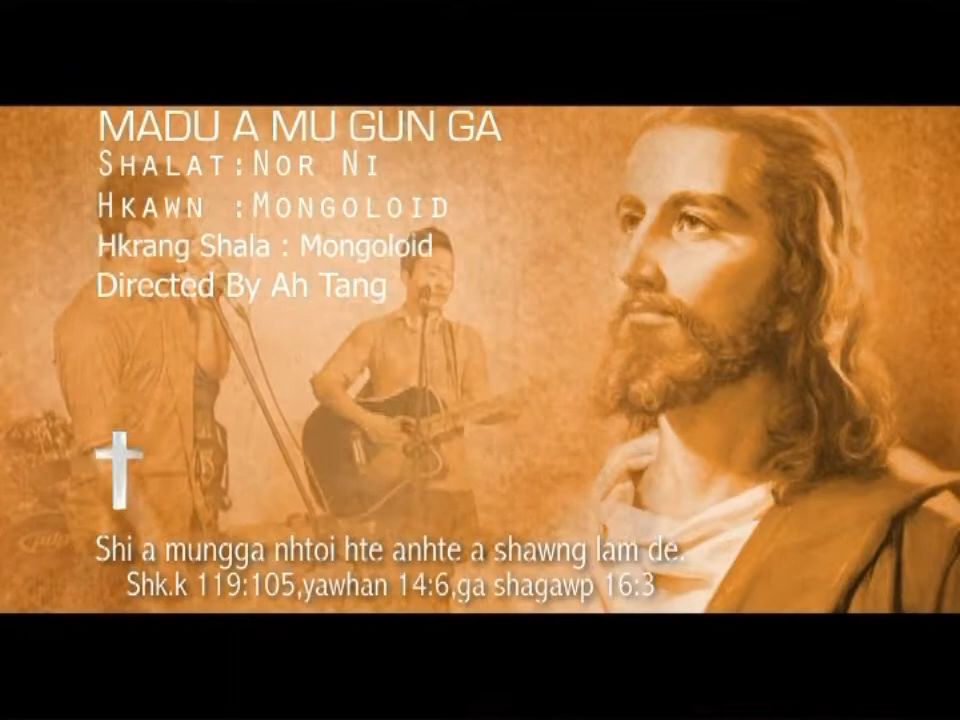 MADU A MU GUN GA
SHALAT:NOR NI
HKAWN :MONGOLOID
Hkrang Shala : Mongoloid
Directed By Ah Tang
Shi a mungga nhtoi hte anhte a shawng lam de.
Shk.k 119:105,yawhan 14:6,ga shagawp 16:3